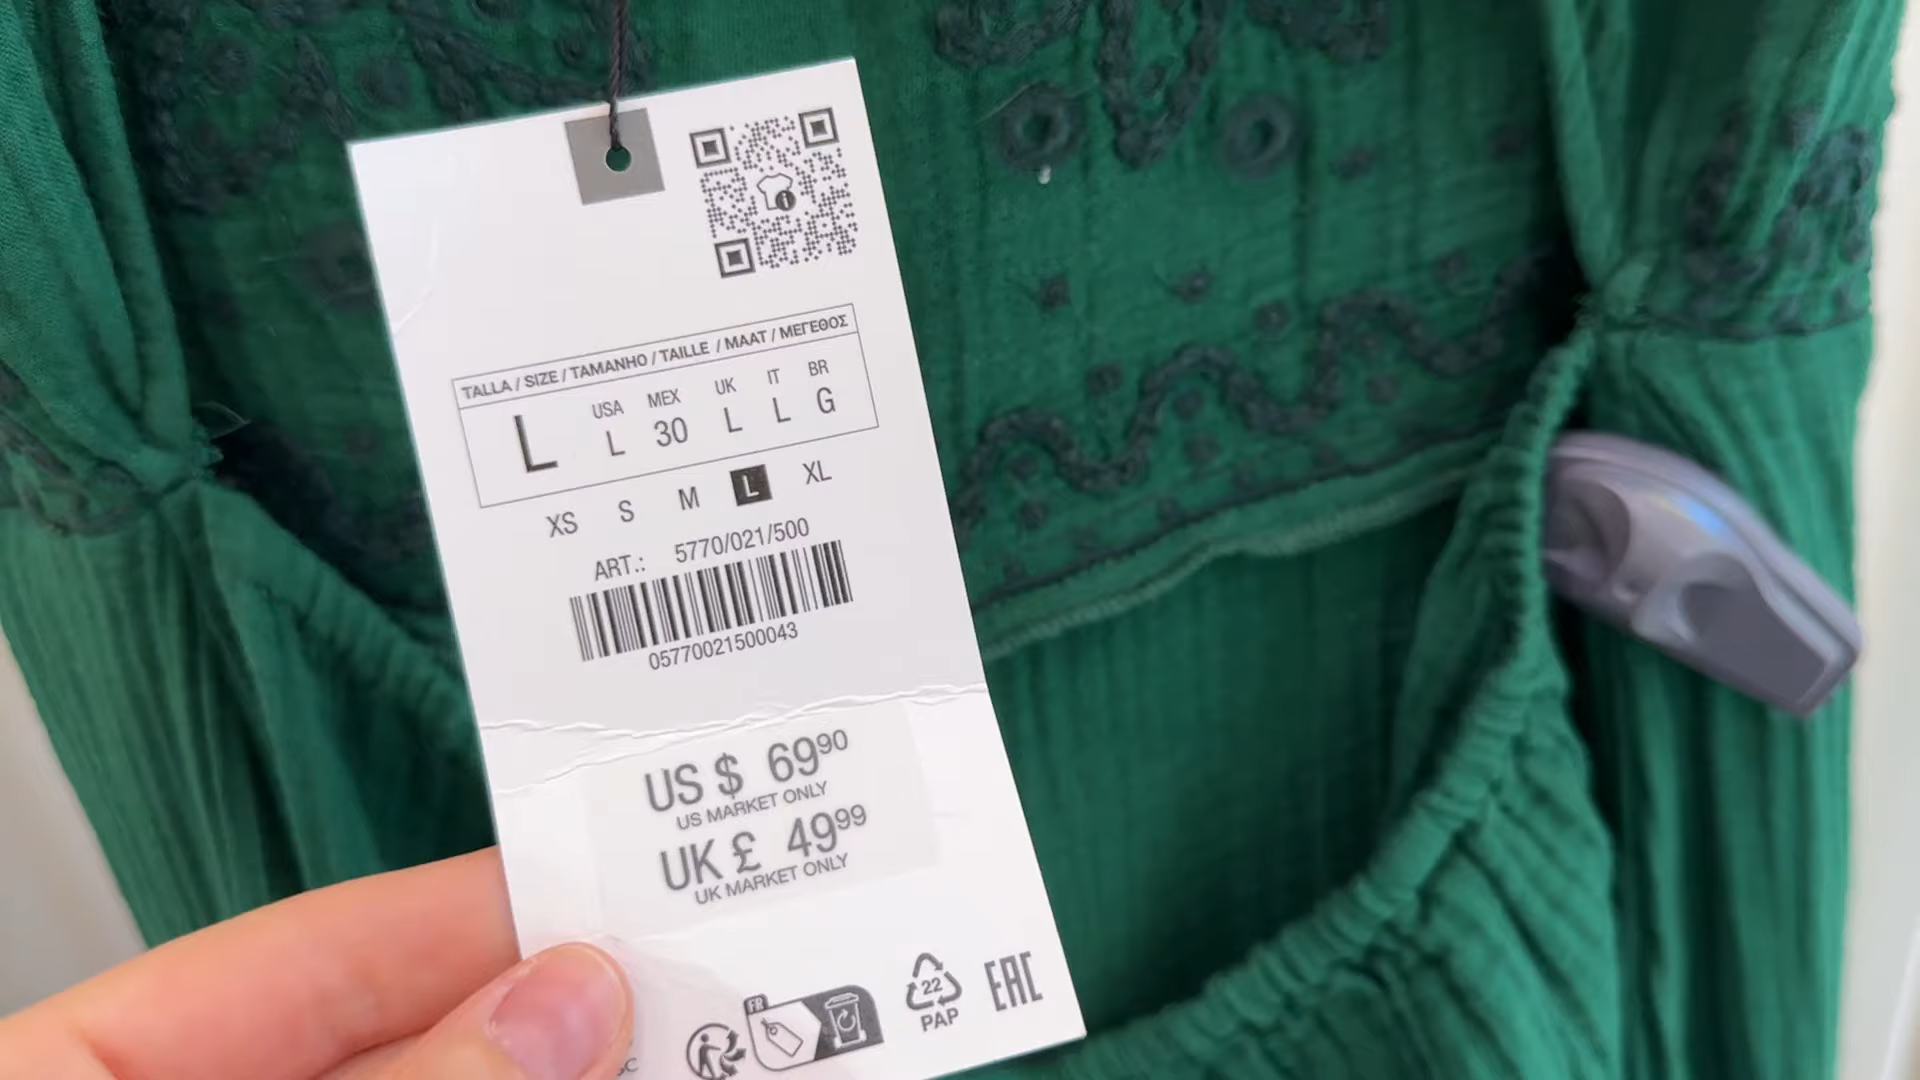 TALLA / SIZE / TAMANHO / TAILLE / MAAT / ΜΕΓΕΘΟΣ
USA MEX UK IT BR
L L 30 L L G
XS S M L XL
ART.: 5770/021/500
05770021500043
US $ 69⁹⁰
US MARKET ONLY
UK £ 49⁹⁹
UK MARKET ONLY
FR
22
PAP
EAC